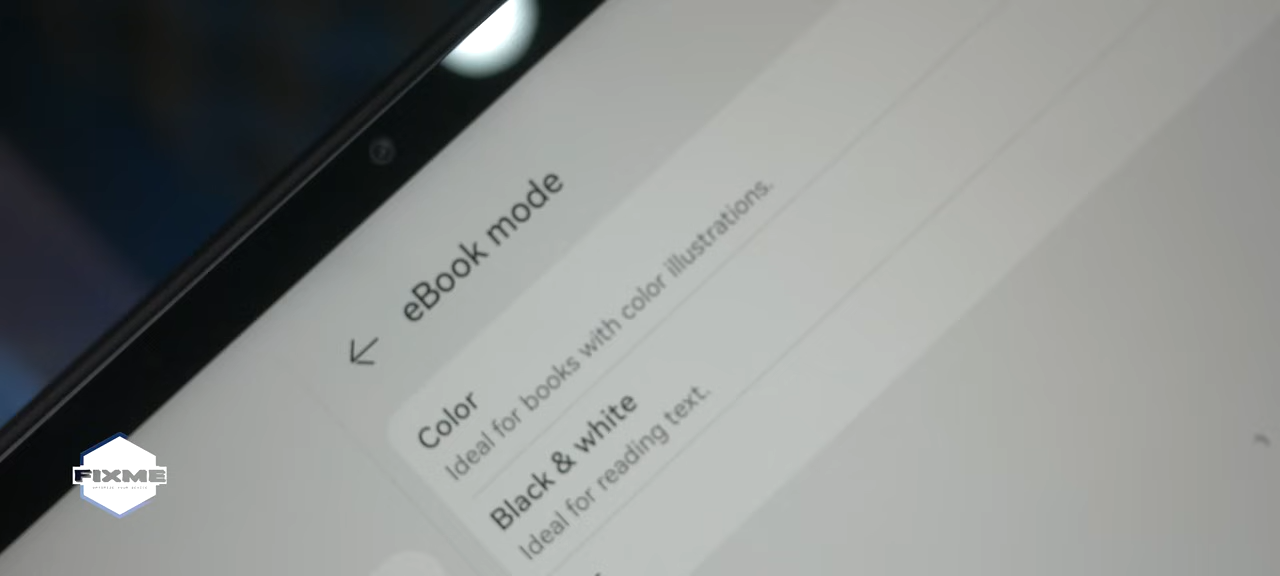 eBook mode
Color
Ideal for books with color illustrations.
Black & white
Ideal for reading text.
FIXME